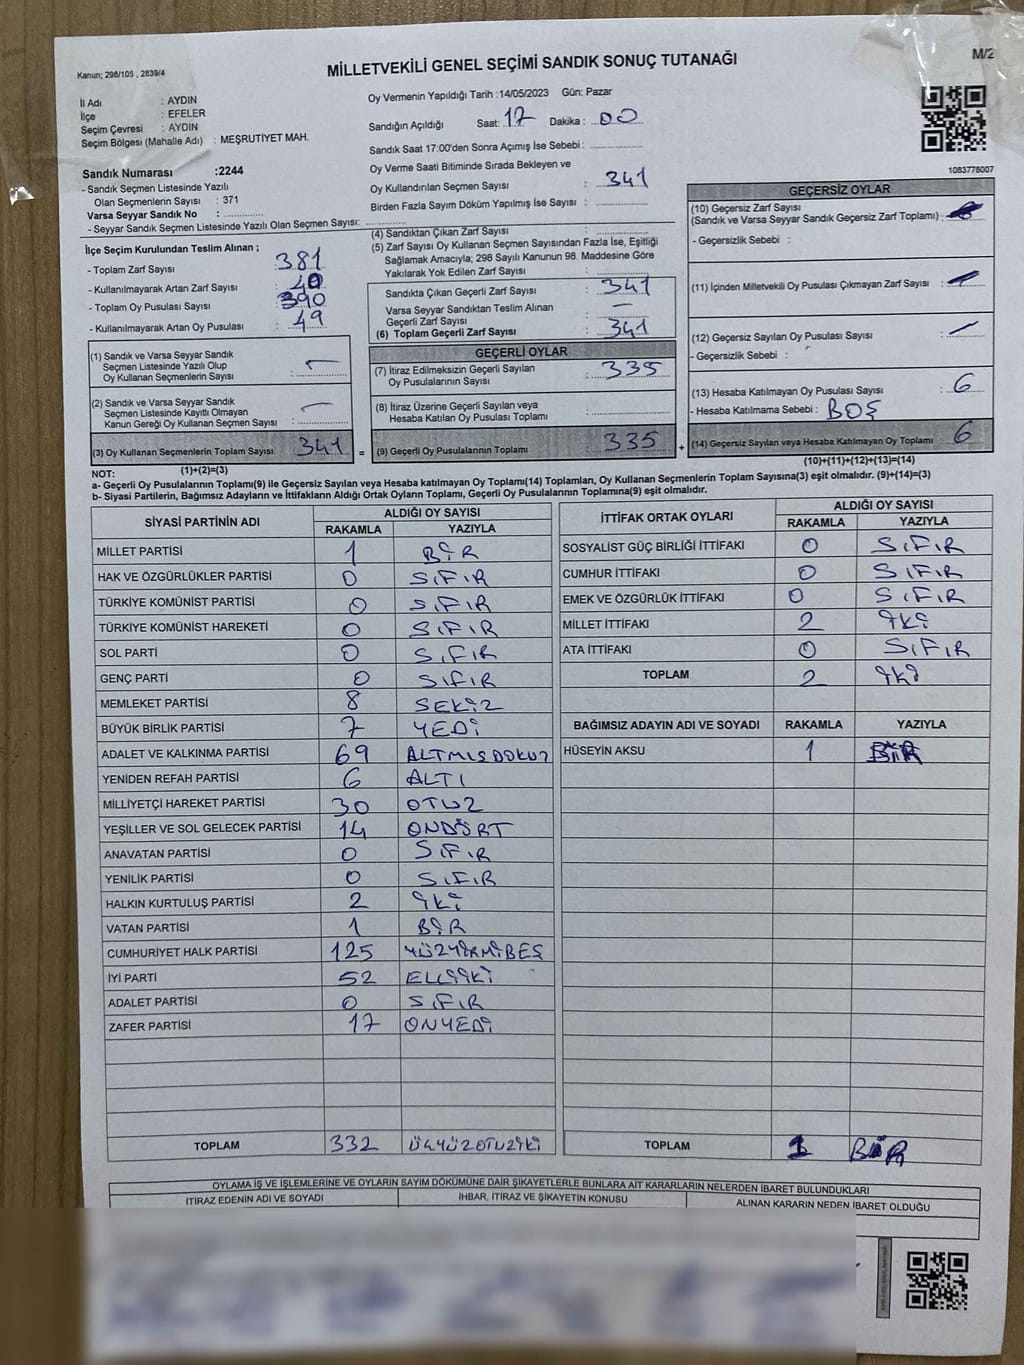 Kanun; 298/105 , 2839/4
MİLLETVEKİLİ GENEL SEÇİMİ SANDIK SONUÇ TUTANAĞI
M/2
İl Adı : AYDIN
İlçe : EFELER
Seçim Çevresi : AYDIN
Seçim Bölgesi (Mahalle Adı) : MEŞRUTİYET MAH.
Sandık Numarası :2244
- Sandık Seçmen Listesinde Yazılı
Olan Seçmenlerin Sayısı : 371
Varsa Seyyar Sandık No :
- Seyyar Sandık Seçmen Listesinde Yazılı Olan Seçmen Sayısı:
Oy Vermenin Yapıldığı Tarih :14/05/2023 Gün: Pazar
Sandığın Açıldığı Saat: 17 Dakika : 00
Sandık Saat 17:00'den Sonra Açımış İse Sebebi :
Oy Verme Saati Bitiminde Sırada Bekleyen ve
Oy Kullandırılan Seçmen Sayısı : 341
Birden Fazla Sayım Döküm Yapılmış İse Sayısı :
1083778007
İlçe Seçim Kurulundan Teslim Alınan ;
- Toplam Zarf Sayısı : 381
- Kullanılmayarak Artan Zarf Sayısı : 40
- Toplam Oy Pusulası Sayısı : 390
- Kullanılmayarak Artan Oy Pusulası : 49
(4) Sandıktan Çıkan Zarf Sayısı :
(5) Zarf Sayısı Oy Kullanan Seçmen Sayısından Fazla İse, Eşitliği
Sağlamak Amacıyla; 298 Sayılı Kanunun 98. Maddesine Göre
Yakılarak Yok Edilen Zarf Sayısı :
Sandıkta Çıkan Geçerli Zarf Sayısı : 341
Varsa Seyyar Sandıktan Teslim Alınan
Geçerli Zarf Sayısı : —
(6) Toplam Geçerli Zarf Sayısı : 341
GEÇERSİZ OYLAR
(10) Geçersiz Zarf Sayısı
(Sandık ve Varsa Seyyar Sandık Geçersiz Zarf Toplamı) :
- Geçersizlik Sebebi :
(11) İçinden Milletvekili Oy Pusulası Çıkmayan Zarf Sayısı : —
(12) Geçersiz Sayılan Oy Pusulası Sayısı : —
- Geçersizlik Sebebi :
(13) Hesaba Katılmayan Oy Pusulası Sayısı : 6
- Hesaba Katılmama Sebebi : BOŞ
(14) Geçersiz Sayılan veya Hesaba Katılmayan Oy Toplamı : 6
(10)+(11)+(12)+(13)=(14)
(1) Sandık ve Varsa Seyyar Sandık
Seçmen Listesinde Yazılı Olup
Oy Kullanan Seçmenlerin Sayısı : —
(2) Sandık ve Varsa Seyyar Sandık
Seçmen Listesinde Kayıtlı Olmayan
Kanun Gereği Oy Kullanan Seçmen Sayısı : —
(3) Oy Kullanan Seçmenlerin Toplam Sayısı : 341 =
(1)+(2)=(3)
GEÇERLİ OYLAR
(7) İtiraz Edilmeksizin Geçerli Sayılan
Oy Pusulalarının Sayısı : 335
(8) İtiraz Üzerine Geçerli Sayılan veya
Hesaba Katılan Oy Pusulası Toplamı :
(9) Geçerli Oy Pusulalarının Toplamı : 335 +
NOT:
a- Geçerli Oy Pusulalarının Toplamı(9) ile Geçersiz Sayılan veya Hesaba katılmayan Oy Toplamı(14) Toplamları, Oy Kullanan Seçmenlerin Toplam Sayısına(3) eşit olmalıdır. (9)+(14)=(3)
b- Siyasi Partilerin, Bağımsız Adayların ve İttifakların Aldığı Ortak Oyların Toplamı, Geçerli Oy Pusulalarının Toplamına(9) eşit olmalıdır.
SİYASİ PARTİNİN ADI ALDIĞI OY SAYISI
RAKAMLA YAZIYLA
MİLLET PARTİSİ 1 BİR
HAK VE ÖZGÜRLÜKLER PARTİSİ 0 SIFIR
TÜRKİYE KOMÜNİST PARTİSİ 0 SIFIR
TÜRKİYE KOMÜNİST HAREKETİ 0 SIFIR
SOL PARTİ 0 SIFIR
GENÇ PARTİ 0 SIFIR
MEMLEKET PARTİSİ 8 SEKİZ
BÜYÜK BİRLİK PARTİSİ 7 YEDİ
ADALET VE KALKINMA PARTİSİ 69 ALTMIŞDOKUZ
YENİDEN REFAH PARTİSİ 6 ALTI
MİLLİYETÇİ HAREKET PARTİSİ 30 OTUZ
YEŞİLLER VE SOL GELECEK PARTİSİ 14 ONDÖRT
ANAVATAN PARTİSİ 0 SIFIR
YENİLİK PARTİSİ 0 SIFIR
HALKIN KURTULUŞ PARTİSİ 2 İKİ
VATAN PARTİSİ 1 BİR
CUMHURİYET HALK PARTİSİ 125 YÜZYİRMİBEŞ
İYİ PARTİ 52 ELLİİKİ
ADALET PARTİSİ 0 SIFIR
ZAFER PARTİSİ 17 ONYEDİ
TOPLAM 332 ÜÇYÜZOTUZİKİ
İTTİFAK ORTAK OYLARI ALDIĞI OY SAYISI
RAKAMLA YAZIYLA
SOSYALİST GÜÇ BİRLİĞİ İTTİFAKI 0 SIFIR
CUMHUR İTTİFAKI 0 SIFIR
EMEK VE ÖZGÜRLÜK İTTİFAKI 0 SIFIR
MİLLET İTTİFAKI 2 İKİ
ATA İTTİFAKI 0 SIFIR
TOPLAM 2 İKİ
BAĞIMSIZ ADAYIN ADI VE SOYADI RAKAMLA YAZIYLA
HÜSEYİN AKSU 1 BİR
TOPLAM 1 BİR
OYLAMA İŞ VE İŞLEMLERİNE VE OYLARIN SAYIM DÖKÜMÜNE DAİR ŞİKAYETLERLE BUNLARA AİT KARARLARIN NELERDEN İBARET BULUNDUKLARI
İTİRAZ EDENİN ADI VE SOYADI İHBAR, İTİRAZ VE ŞİKAYETİN KONUSU ALINAN KARARIN NEDEN İBARET OLDUĞU